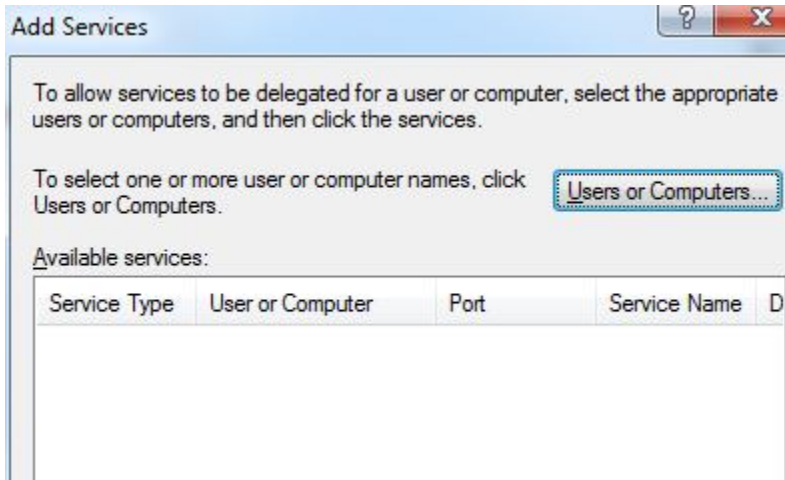 Add Services
To allow services to be delegated for a user or computer, select the appropriate
users or computers, and then click the services.
To select one or more user or computer names, click
Users or Computers.
Users or Computers...
Available services:
Service Type User or Computer Port Service Name D